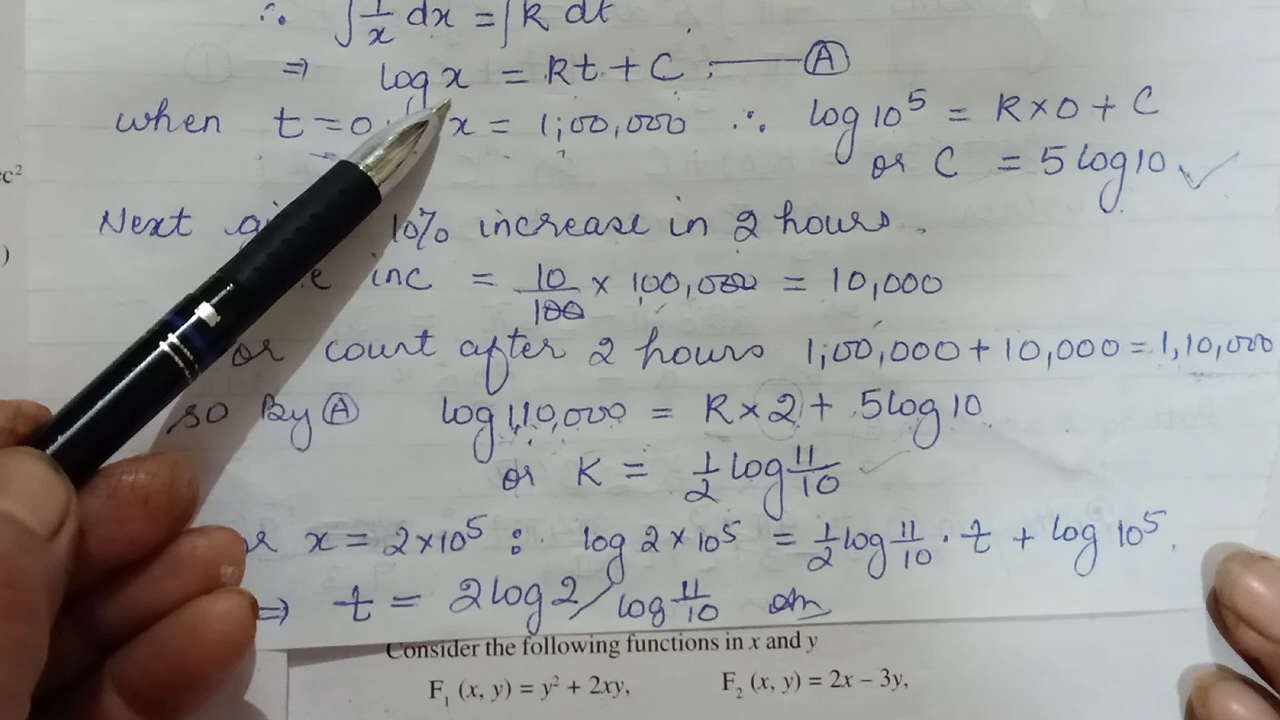 ∴ ∫ 1/x dx = ∫ K dt
⇒ log x = Kt + C ; —— Ⓐ
when t = 0 x = 1,00,000 ∴ log 10⁵ = K × 0 + C
or C = 5 log 10 ✓
Next 10% increase in 2 hours.
inc = 10/100 × 100,000 = 10,000
or count after 2 hours 1,00,000 + 10,000 = 1,10,000
so By Ⓐ log 1,10,000 = K × 2 + 5 log 10
or K = 1/2 log 11/10 ✓
x = 2×10⁵ : log 2×10⁵ = 1/2 log 11/10 · t + log 10⁵.
⇒ t = 2 log 2 / log 11/10
Consider the following functions in x and y
F₁ (x, y) = y² + 2xy, F₂ (x, y) = 2x – 3y,